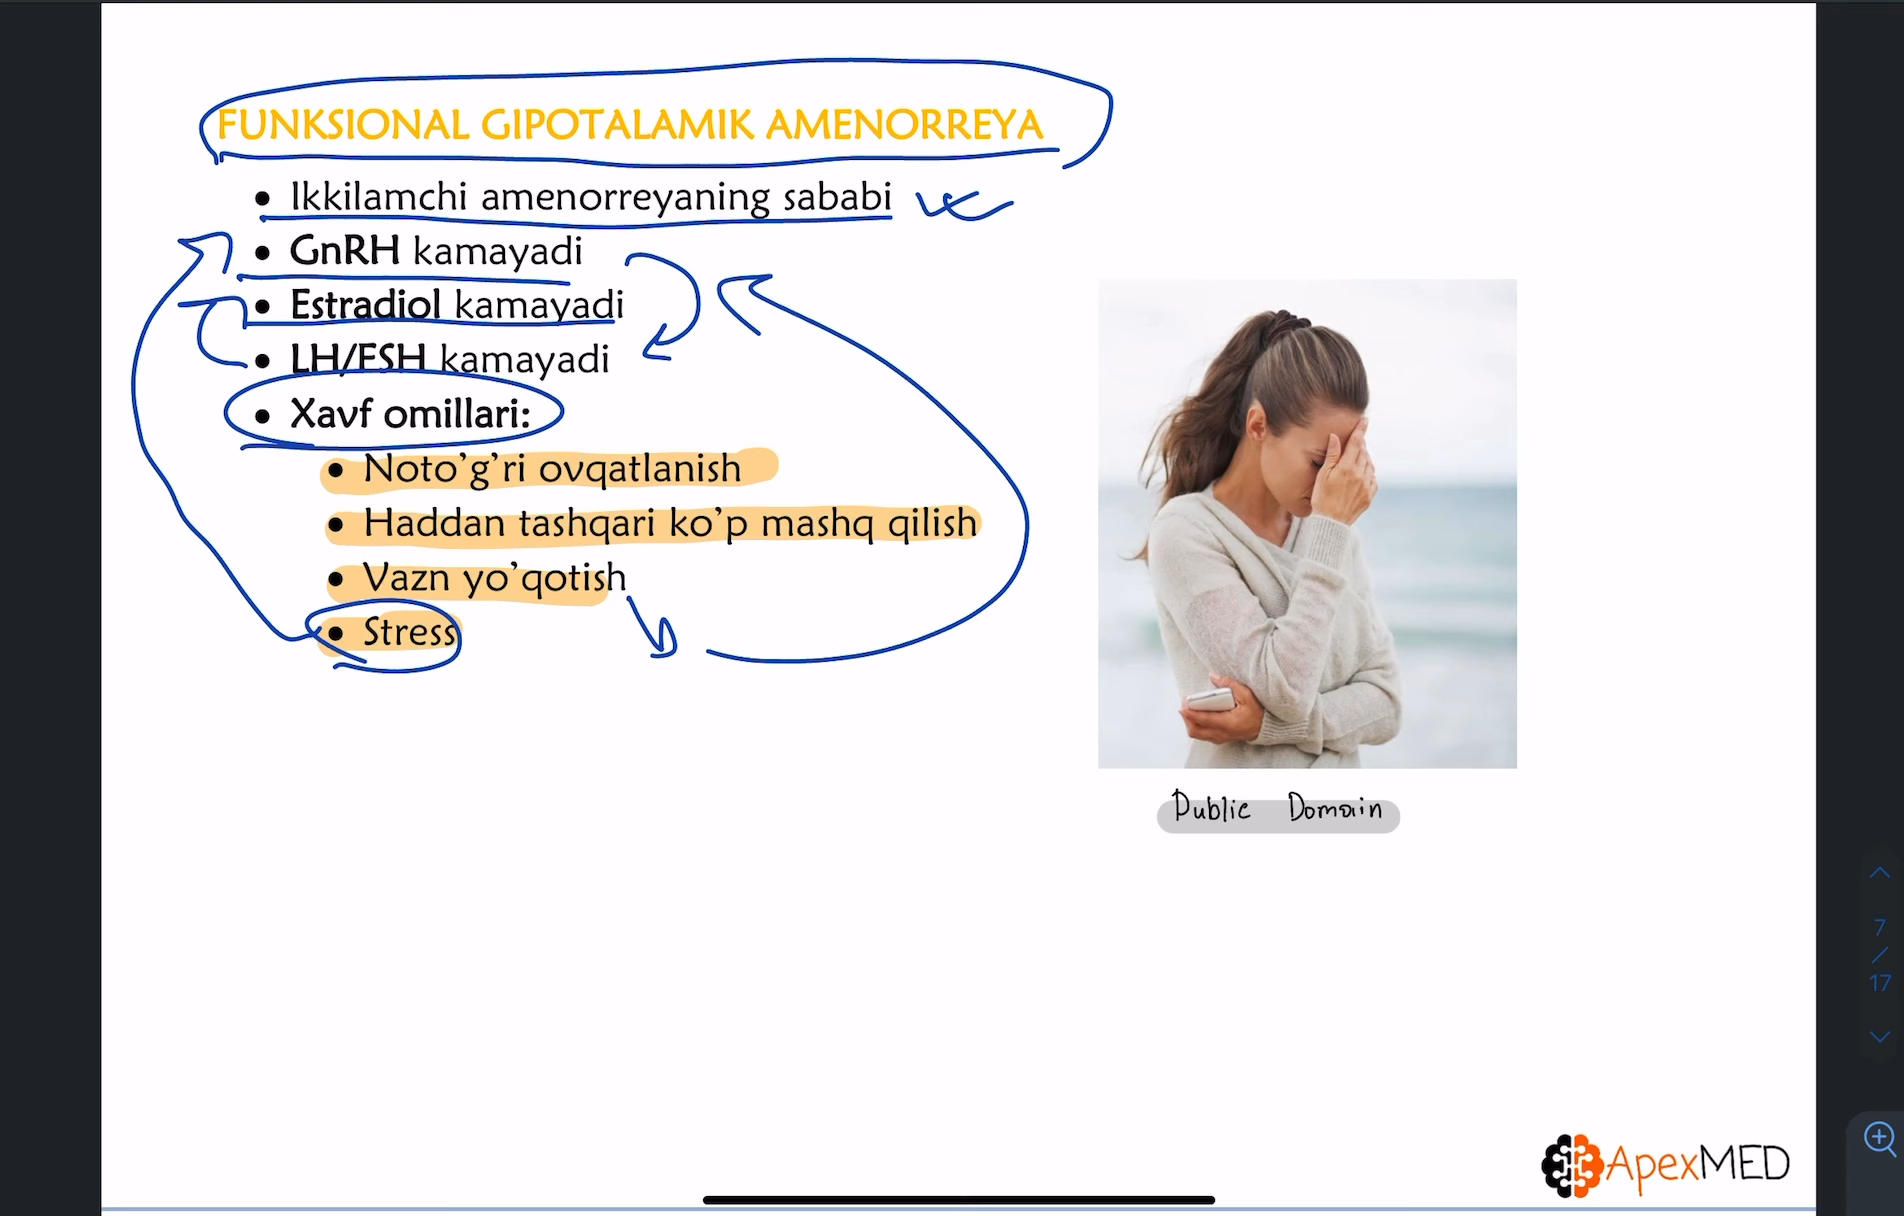 FUNKSIONAL GIPOTALAMIK AMENORREYA
• Ikkilamchi amenorreyaning sababi
• GnRH kamayadi
• Estradiol kamayadi
• LH/FSH kamayadi
• Xavf omillari:
• Noto'g'ri ovqatlanish
• Haddan tashqari ko'p mashq qilish
• Vazn yo'qotish
• Stress
Public Domain
7
/
17
ApexMED